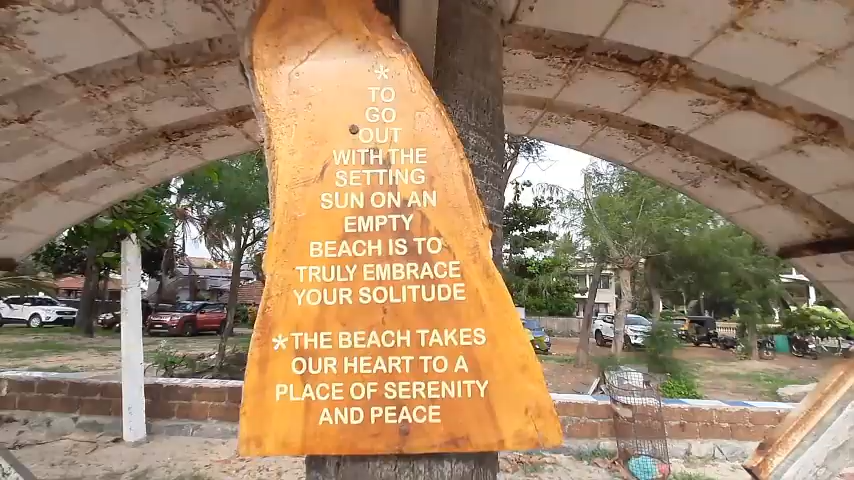 *
TO
GO
OUT
WITH THE
SETTING
SUN ON AN
EMPTY
BEACH IS TO
TRULY EMBRACE
YOUR SOLITUDE
*THE BEACH TAKES
OUR HEART TO A
PLACE OF SERENITY
AND PEACE